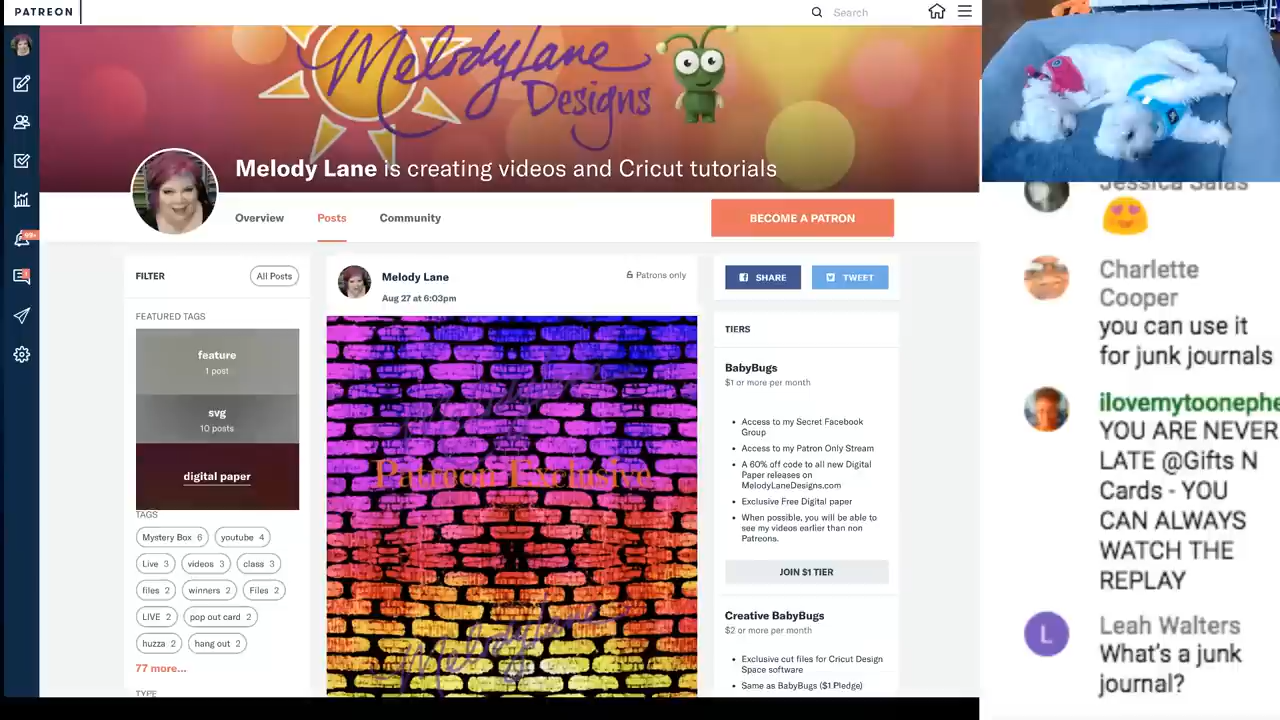 PATREON
Search
MelodyLane
Designs
Melody Lane is creating videos and Cricut tutorials
Overview
Posts
Community
BECOME A PATRON
99+
FILTER
All Posts
FEATURED TAGS
feature
1 post
svg
10 posts
digital paper
TAGS
Mystery Box 6
youtube 4
Live 3
videos 3
class 3
files 2
winners 2
Files 2
LIVE 2
pop out card 2
huzza 2
hang out 2
77 more...
TYPE
Melody Lane
Patrons only
Aug 27 at 6:03pm
Patreon Exclusive
MelodyLane
SHARE
TWEET
TIERS
BabyBugs
$1 or more per month
Access to my Secret Facebook
Group
Access to my Patron Only Stream
A 60% off code to all new Digital
Paper releases on
MelodyLaneDesigns.com
Exclusive Free Digital paper
When possible, you will be able to
see my videos earlier than non
Patreons.
JOIN $1 TIER
Creative BabyBugs
$2 or more per month
Exclusive cut files for Cricut Design
Space software
Same as BabyBugs ($1 Pledge)
Jessica Salas
Charlette
Cooper
you can use it
for junk journals
ilovemytoonephe
YOU ARE NEVER
LATE @Gifts N
Cards - YOU
CAN ALWAYS
WATCH THE
REPLAY
L
Leah Walters
What's a junk
journal?